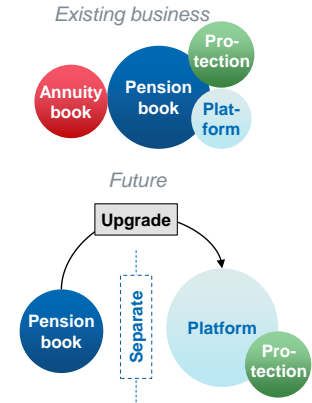 Existing business
Pro-
tection
Annuity
book
Pension
book
Plat-
form
Future
Upgrade
Pension
book
Separate
Platform
Pro-
tection